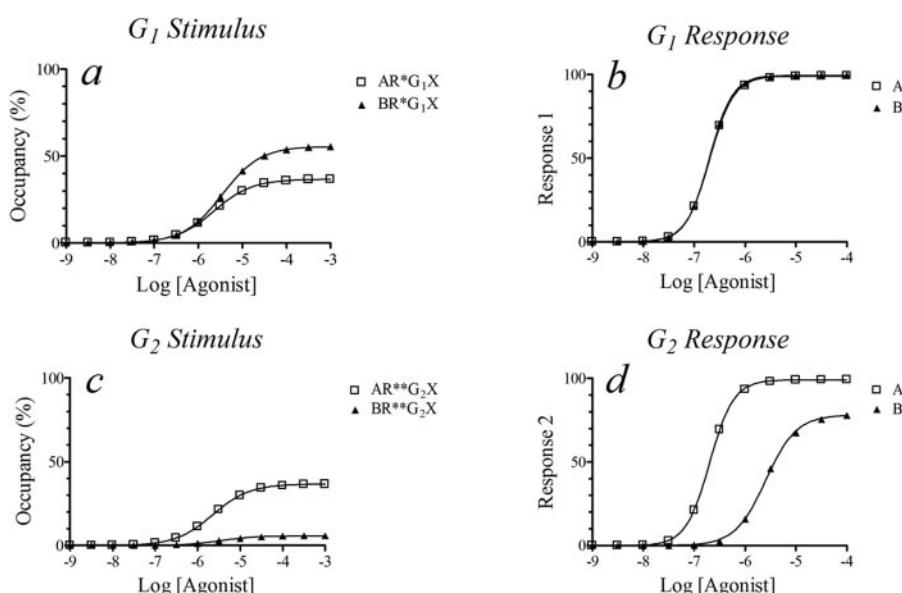 G1 Stimulus
a
100
50
0
Occupancy (%)
-9 -8 -7 -6 -5 -4 -3
Log [Agonist]
AR*G1X
BR*G1X
G1 Response
b
100
50
0
Response 1
-9 -8 -7 -6 -5 -4
Log [Agonist]
A
B
G2 Stimulus
c
100
50
0
Occupancy (%)
-9 -8 -7 -6 -5 -4 -3
Log [Agonist]
AR**G2X
BR**G2X
G2 Response
d
100
50
0
Response 2
-9 -8 -7 -6 -5 -4
Log [Agonist]
A
B